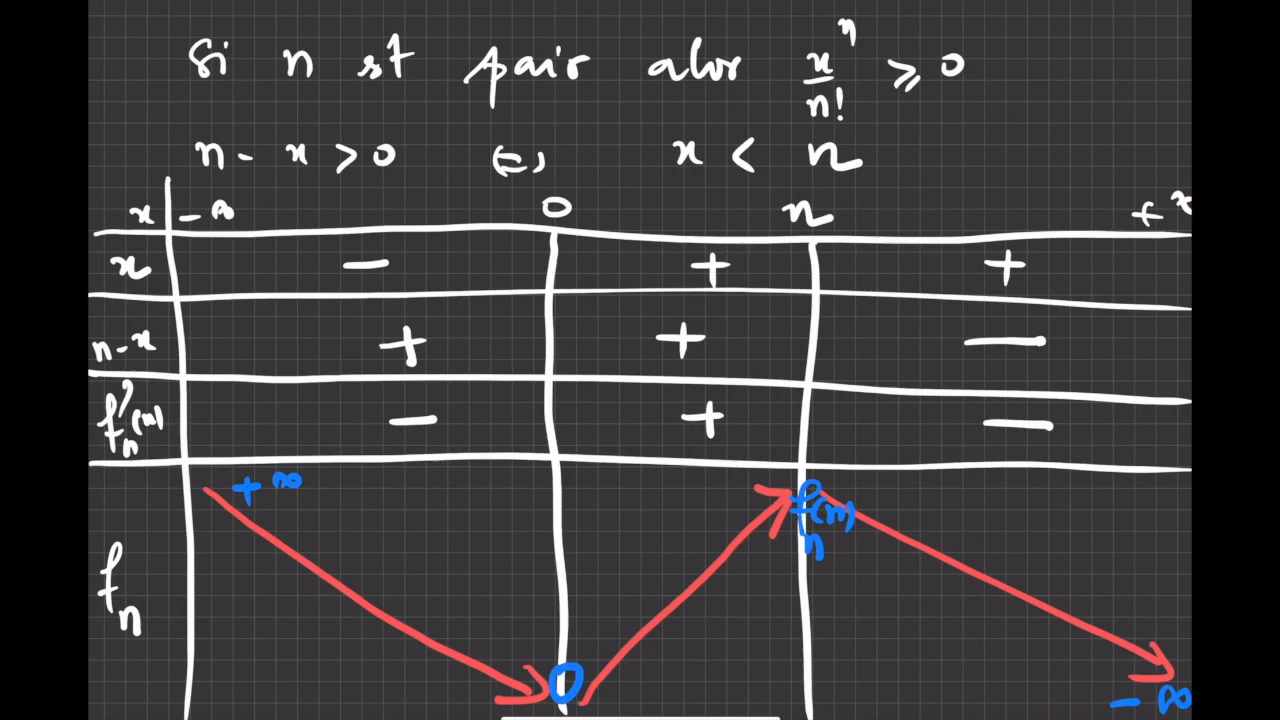 Si n st pair alor x^n/n! ⩾ 0
n - x > 0 (=) x < n
x -∞ 0 n +∞
x - + +
n-x + + -
f'n(n) - + -
+∞ fn(n)
fn
0 -∞